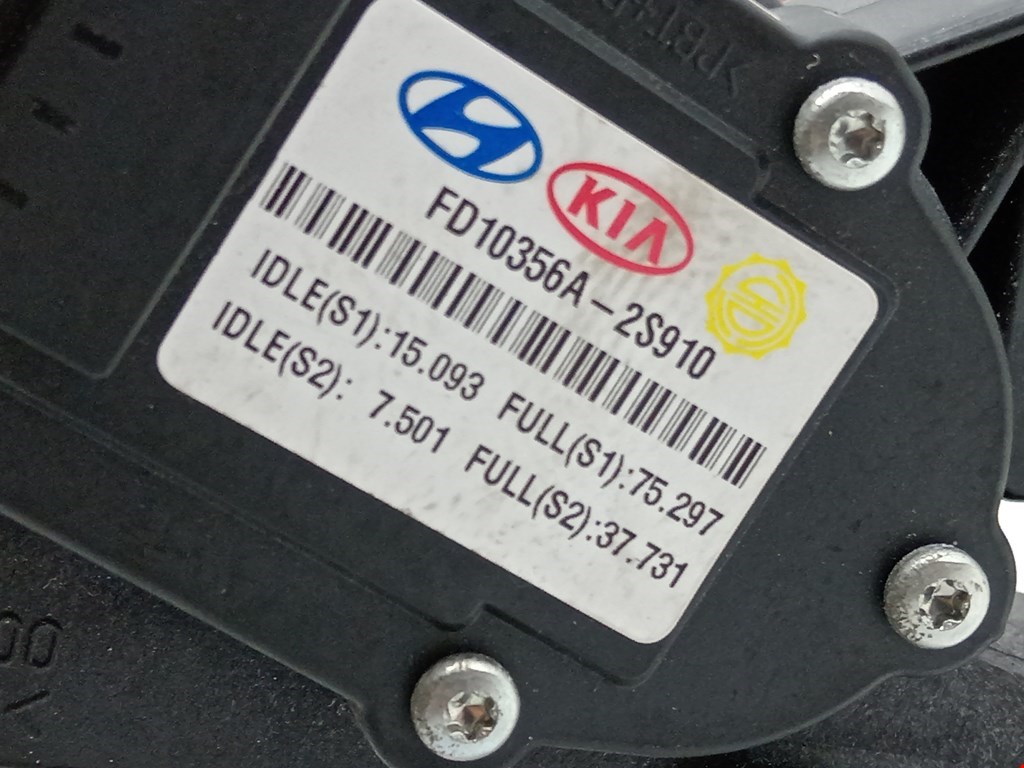 >PBT+P
KIA
FD10356A-2S910
IDLE(S1):15.093 FULL(S1):75.297
IDLE(S2): 7.501 FULL(S2):37.731